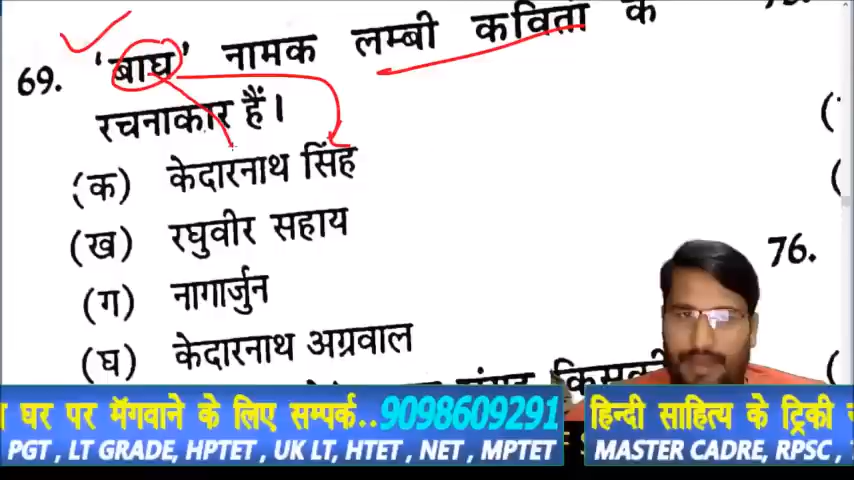 69. 'बाघ' नामक लम्बी कविता के
रचनाकार हैं।
(क) केदारनाथ सिंह
(ख) रघुवीर सहाय
(ग) नागार्जुन
(घ) केदारनाथ अग्रवाल
76.
घर पर मँगवाने के लिए सम्पर्क..9098609291
हिन्दी साहित्य के ट्रिकी
PGT , LT GRADE, HPTET , UK LT, HTET , NET , MPTET
MASTER CADRE, RPSC ,